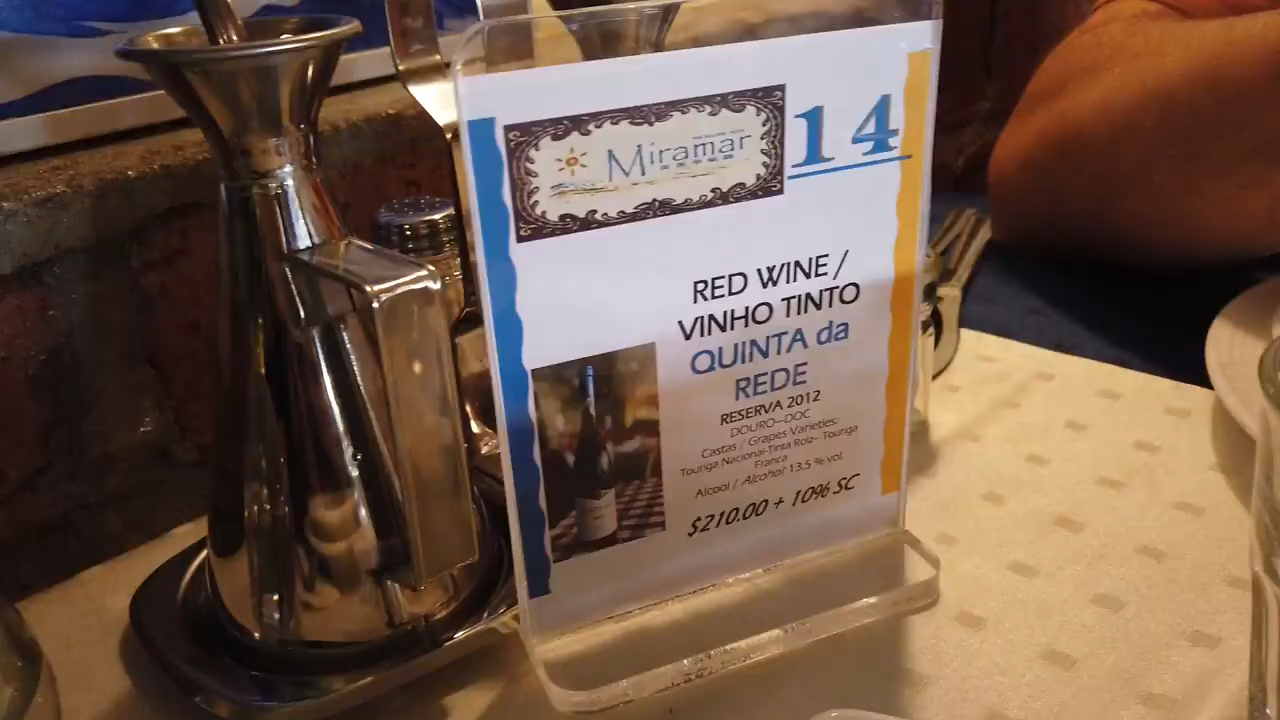 Miramar
14
RED WINE /
VINHO TINTO
QUINTA da
REDE
RESERVA 2012
DOURO-DOC
Castas / Grapes Varieties:
Touriga Nacional-Tinta Roiz- Touriga
Franca
Alcool / Alcohol 13.5 % vol.
$210.00 + 10% SC